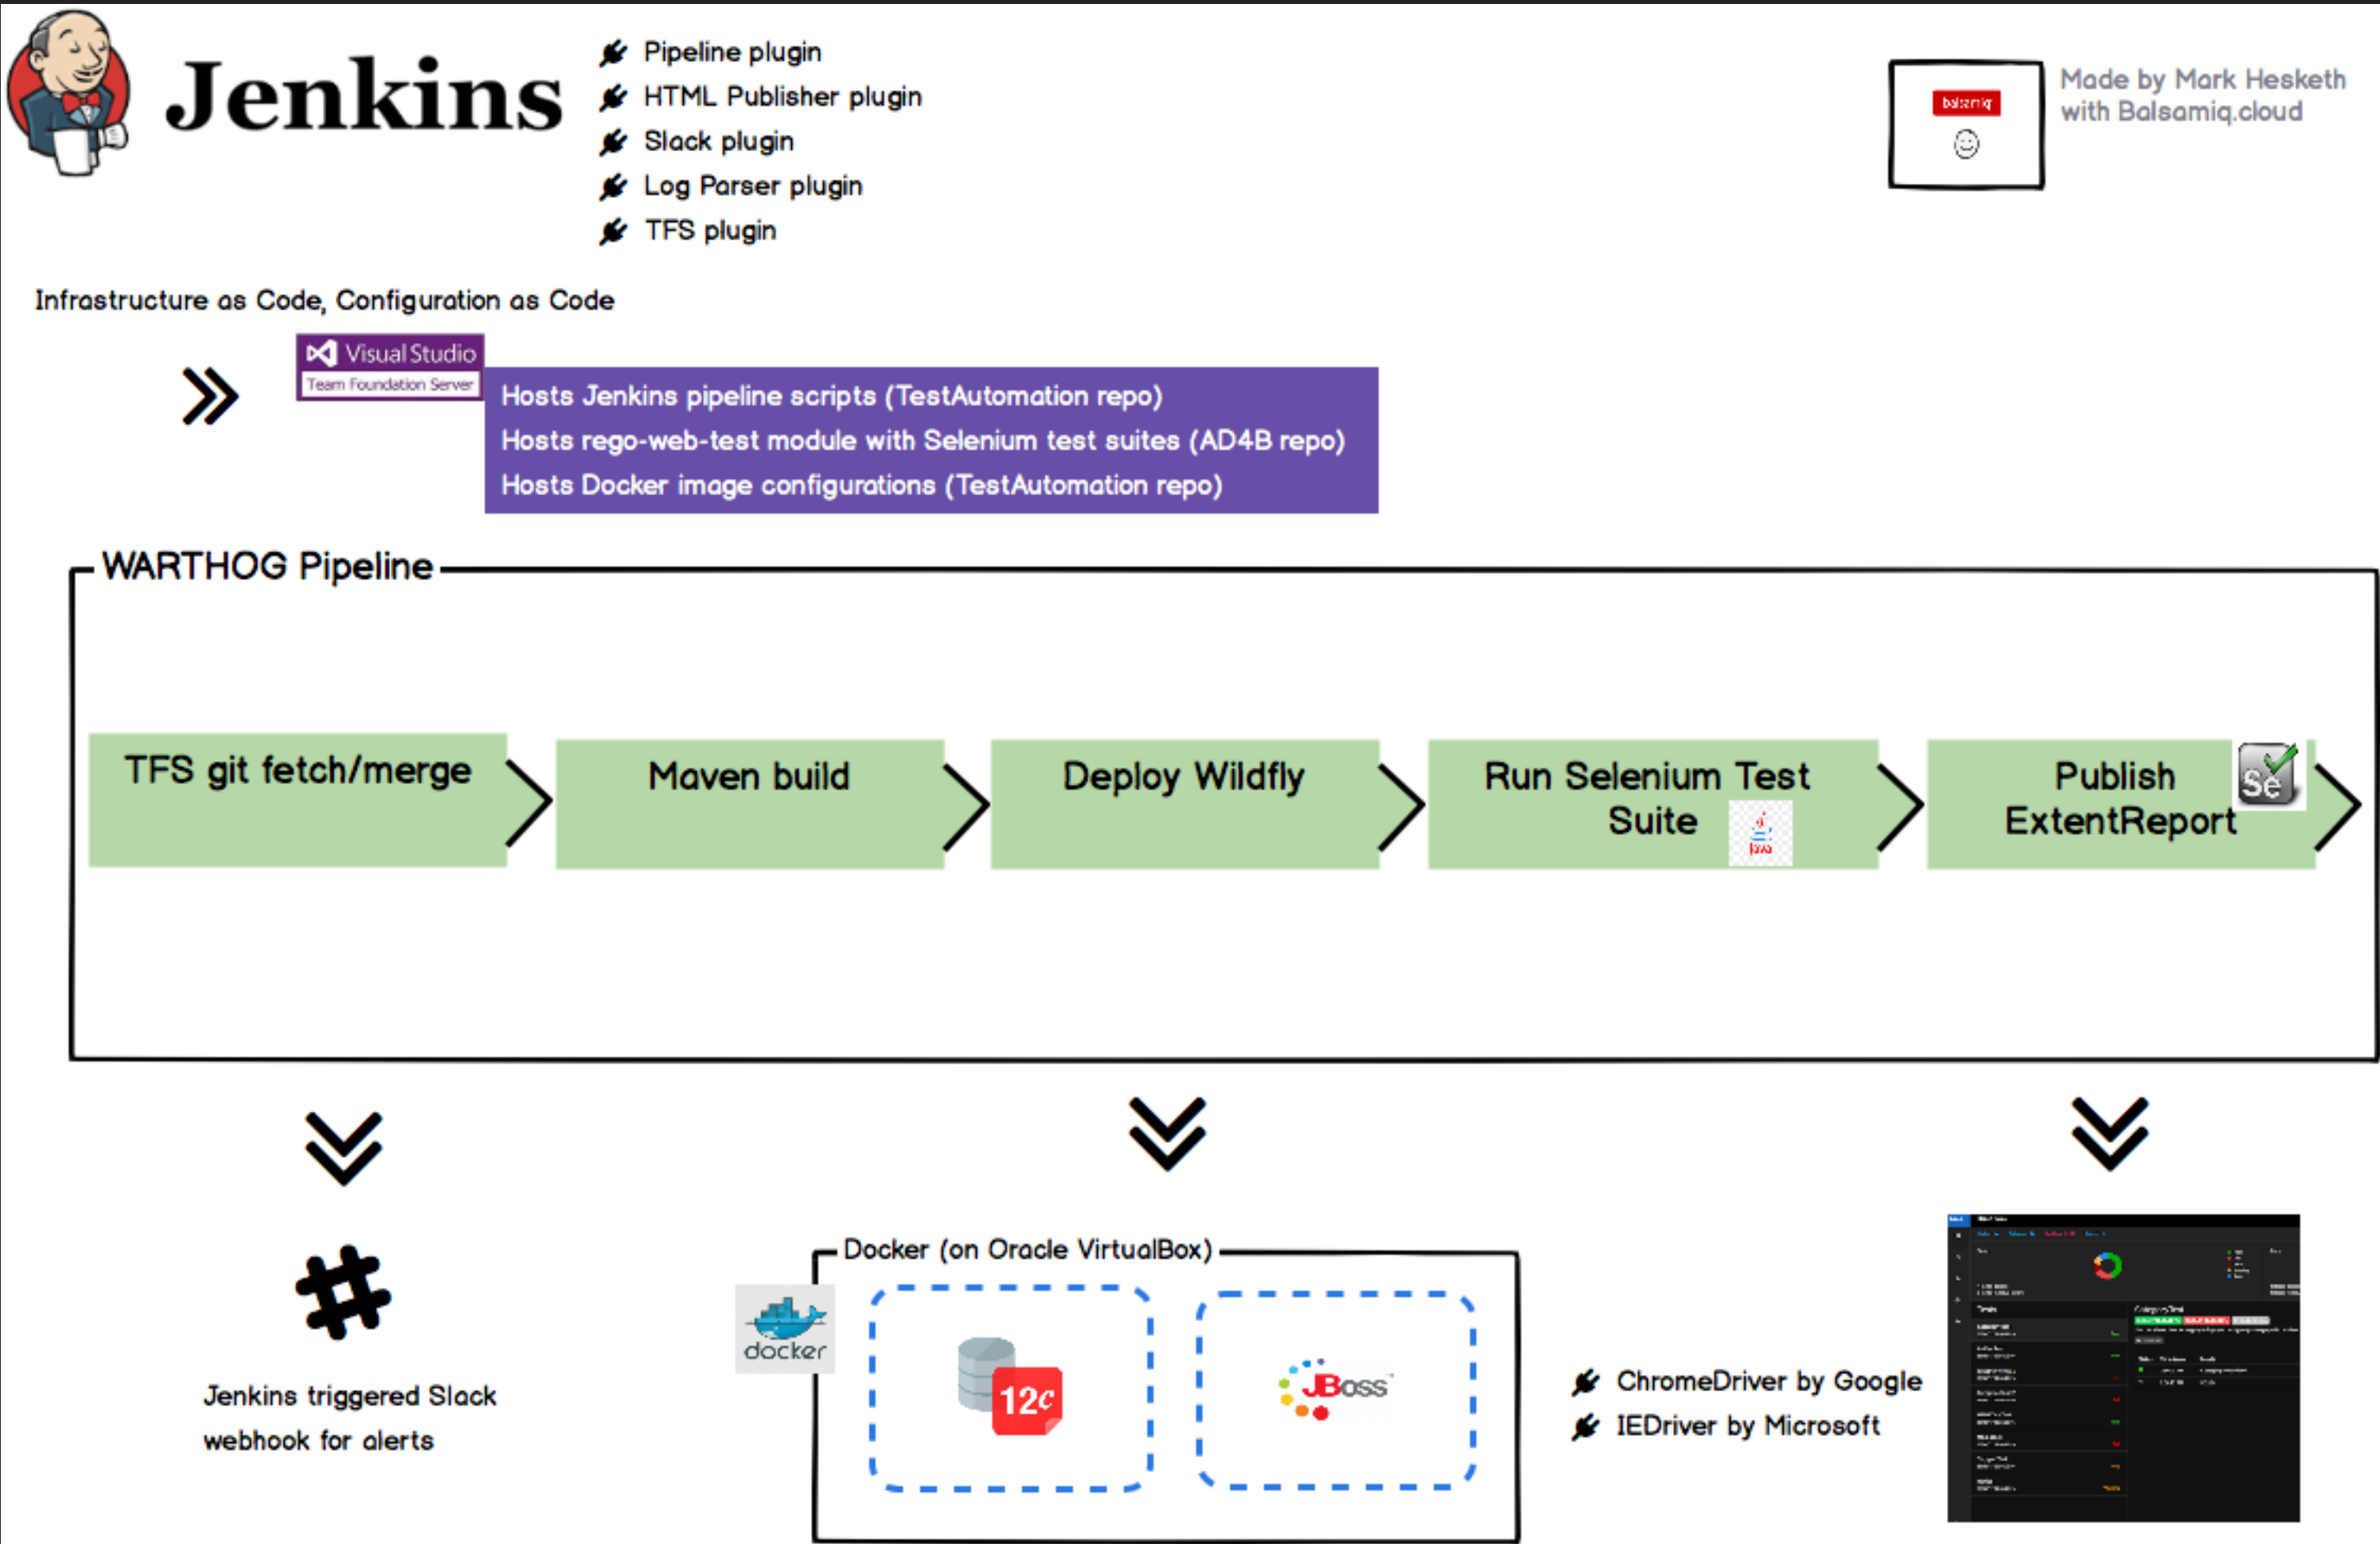 Jenkins
Pipeline plugin
HTML Publisher plugin
Slack plugin
Log Parser plugin
TFS plugin
balsamiq
Made by Mark Hesketh
with Balsamiq.cloud
Infrastructure as Code, Configuration as Code
Visual Studio
Team Foundation Server
Hosts Jenkins pipeline scripts (TestAutomation repo)
Hosts rego-web-test module with Selenium test suites (AD4B repo)
Hosts Docker image configurations (TestAutomation repo)
WARTHOG Pipeline
TFS git fetch/merge
Maven build
Deploy Wildfly
Run Selenium Test
Suite
Java
Publish
ExtentReport
Se
Jenkins triggered Slack
webhook for alerts
Docker (on Oracle VirtualBox)
docker
12c
JBoss
ChromeDriver by Google
IEDriver by Microsoft
Tests
CategoryTest